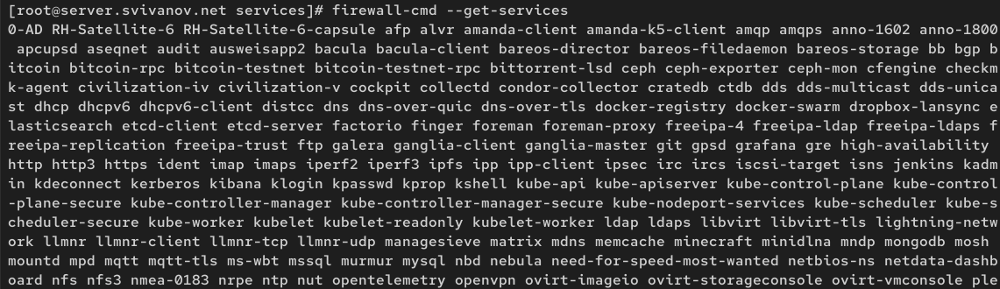 [root@server.svivanov.net services]# firewall-cmd --get-services
0-AD RH-Satellite-6 RH-Satellite-6-capsule afp alvr amanda-client amanda-k5-client amqp amqps anno-1602 anno-1800
 apcupsd aseqnet audit ausweisapp2 bacula bacula-client bareos-director bareos-filedaemon bareos-storage bb bgp b
itcoin bitcoin-rpc bitcoin-testnet bitcoin-testnet-rpc bittorrent-lsd ceph ceph-exporter ceph-mon cfengine checkm
k-agent civilization-iv civilization-v cockpit collectd condor-collector cratedb ctdb dds dds-multicast dds-unica
st dhcp dhcpv6 dhcpv6-client distcc dns dns-over-quic dns-over-tls docker-registry docker-swarm dropbox-lansync e
lasticsearch etcd-client etcd-server factorio finger foreman foreman-proxy freeipa-4 freeipa-ldap freeipa-ldaps f
reeipa-replication freeipa-trust ftp galera ganglia-client ganglia-master git gpsd grafana gre high-availability
http http3 https ident imap imaps iperf2 iperf3 ipfs ipp ipp-client ipsec irc ircs iscsi-target isns jenkins kadm
in kdeconnect kerberos kibana klogin kpasswd kprop kshell kube-api kube-apiserver kube-control-plane kube-control
-plane-secure kube-controller-manager kube-controller-manager-secure kube-nodeport-services kube-scheduler kube-s
cheduler-secure kube-worker kubelet kubelet-readonly kubelet-worker ldap ldaps libvirt libvirt-tls lightning-netw
ork llmnr llmnr-client llmnr-tcp llmnr-udp managesieve matrix mdns memcache minecraft minidlna mndp mongodb mosh
mountd mpd mqtt mqtt-tls ms-wbt mssql murmur mysql nbd nebula need-for-speed-most-wanted netbios-ns netdata-dashb
oard nfs nfs3 nmea-0183 nrpe ntp nut opentelemetry openvpn ovirt-imageio ovirt-storageconsole ovirt-vmconsole ple